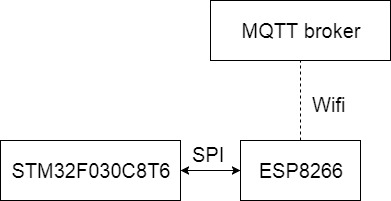 MQTT broker
Wifi
SPI
STM32F030C8T6
ESP8266